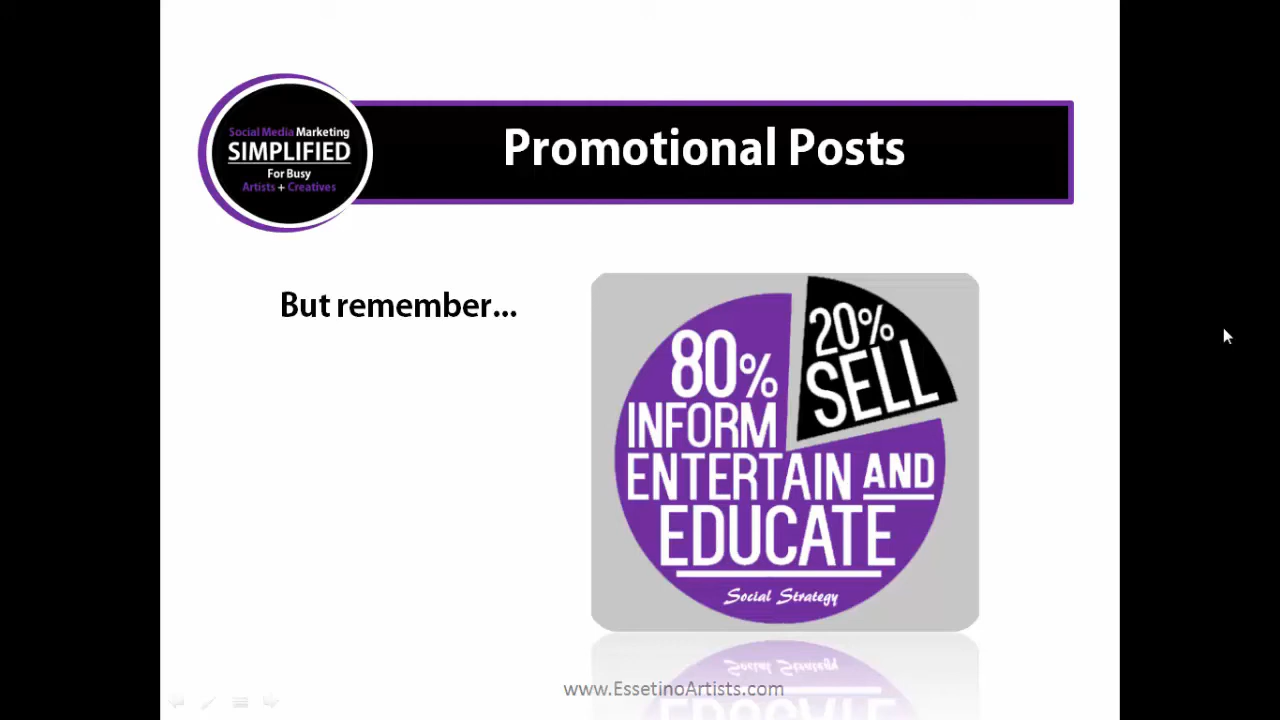 Social Media Marketing
SIMPLIFIED
For Busy
Artists + Creatives
Promotional Posts
But remember...
80%
INFORM
ENTERTAIN AND
EDUCATE
Social Strategy
20%
SELL
www.EssetinoArtists.com